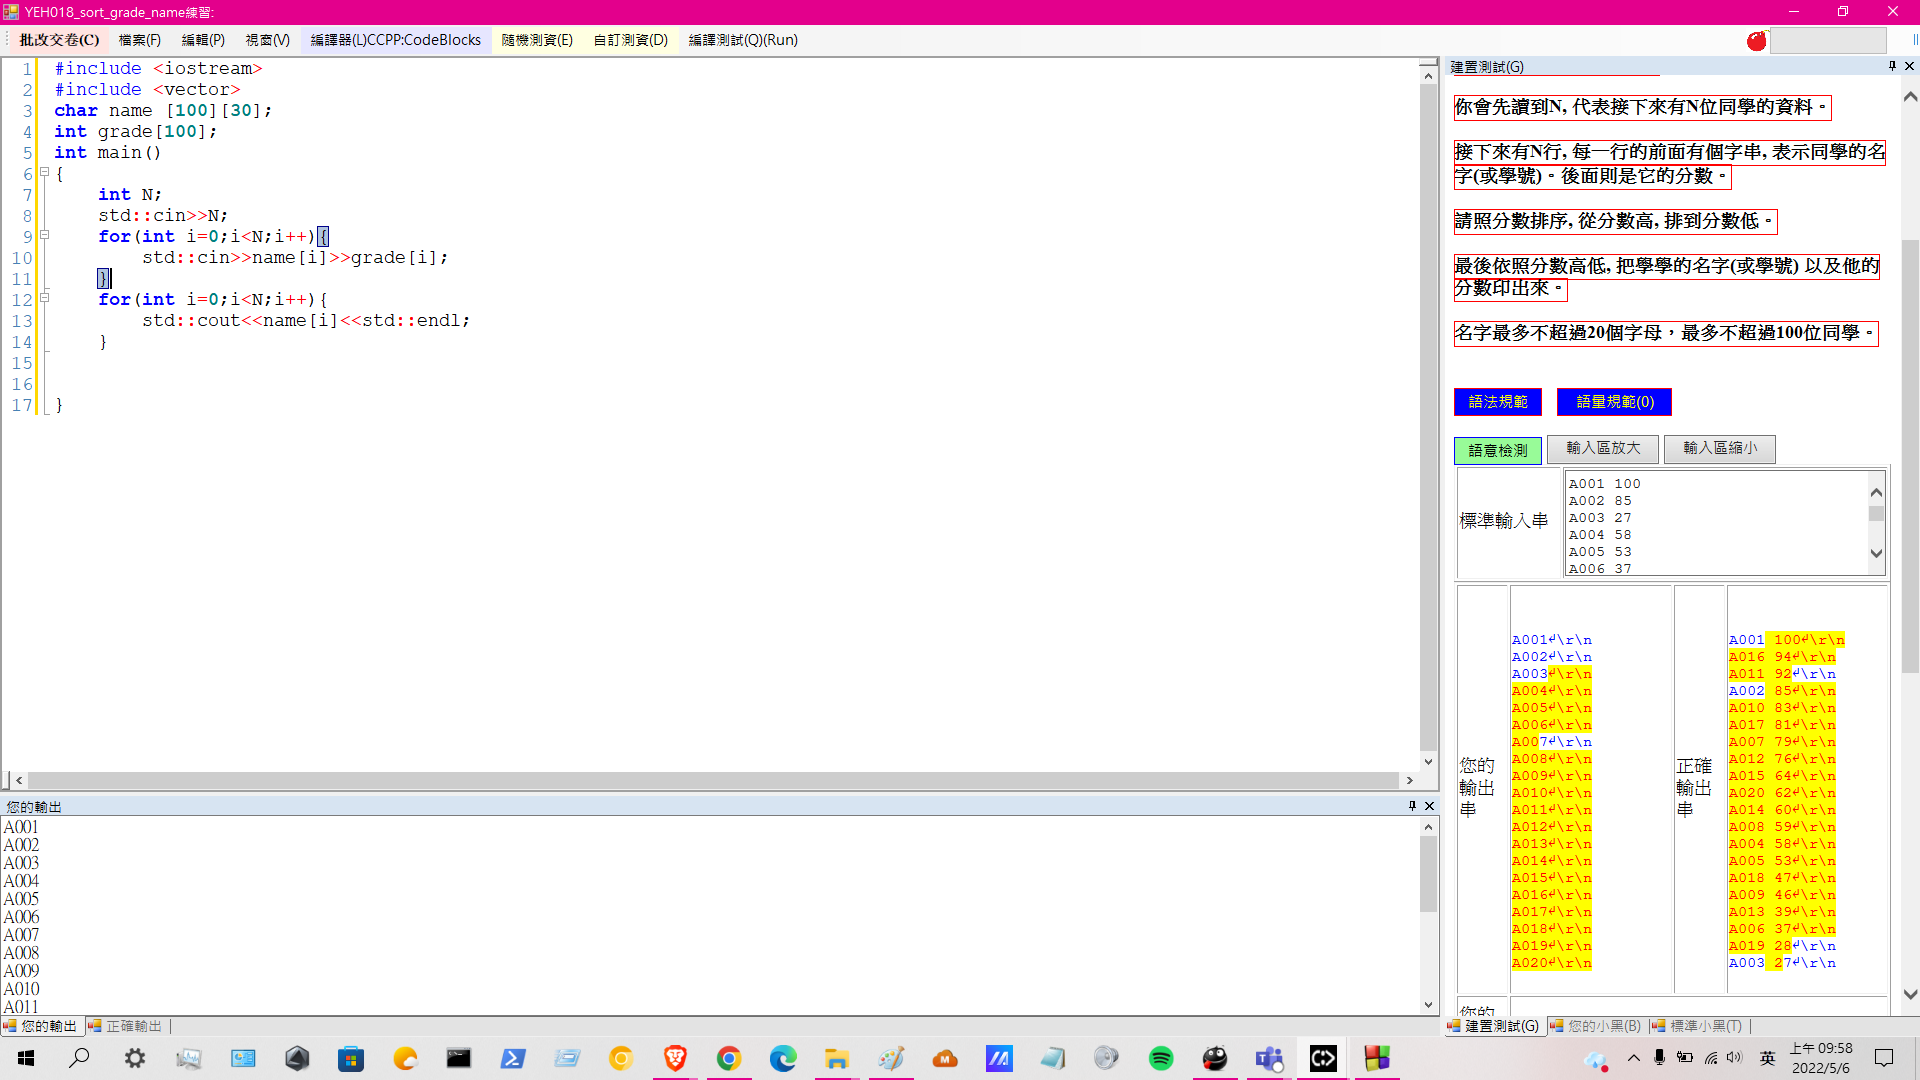 YEH018_sort_grade_name練習:
批改交卷(C) 檔案(F) 編輯(P) 視窗(V) 編譯器(L)CCPP:CodeBlocks 隨機測資(E) 自訂測資(D) 編譯測試(Q)(Run)
1 #include <iostream>
2 #include <vector>
3 char name [100][30];
4 int grade[100];
5 int main()
6 {
7 int N;
8 std::cin>>N;
9 for(int i=0;i<N;i++){
10 std::cin>>name[i]>>grade[i];
11 }
12 for(int i=0;i<N;i++){
13 std::cout<<name[i]<<std::endl;
14 }
15
16
17 }
您的輸出
A001
A002
A003
A004
A005
A006
A007
A008
A009
A010
A011
您的輸出 正確輸出
建置測試(G)
你會先讀到N, 代表接下來有N位同學的資料。
接下來有N行, 每一行的前面有個字串, 表示同學的名
字(或學號)。後面則是它的分數。
請照分數排序, 從分數高, 排到分數低。
最後依照分數高低, 把學學的名字(或學號) 以及他的
分數印出來。
名字最多不超過20個字母，最多不超過100位同學。
語法規範 語量規範(0)
語意檢測 輸入區放大 輸入區縮小
標準輸入串
A001 100
A002 85
A003 27
A004 58
A005 53
A006 37
您的
輸出
串
A001↲\r\n
A002↲\r\n
A003↲\r\n
A004↲\r\n
A005↲\r\n
A006↲\r\n
A007↲\r\n
A008↲\r\n
A009↲\r\n
A010↲\r\n
A011↲\r\n
A012↲\r\n
A013↲\r\n
A014↲\r\n
A015↲\r\n
A016↲\r\n
A017↲\r\n
A018↲\r\n
A019↲\r\n
A020↲\r\n
正確
輸出
串
A001 100↲\r\n
A016 94↲\r\n
A011 92↲\r\n
A002 85↲\r\n
A010 83↲\r\n
A017 81↲\r\n
A007 79↲\r\n
A012 76↲\r\n
A015 64↲\r\n
A020 62↲\r\n
A014 60↲\r\n
A008 59↲\r\n
A004 58↲\r\n
A005 53↲\r\n
A018 47↲\r\n
A009 46↲\r\n
A013 39↲\r\n
A006 37↲\r\n
A019 28↲\r\n
A003 27↲\r\n
您的
建置測試(G) 您的小黑(B) 標準小黑(T)
英
上午 09:58
2022/5/6